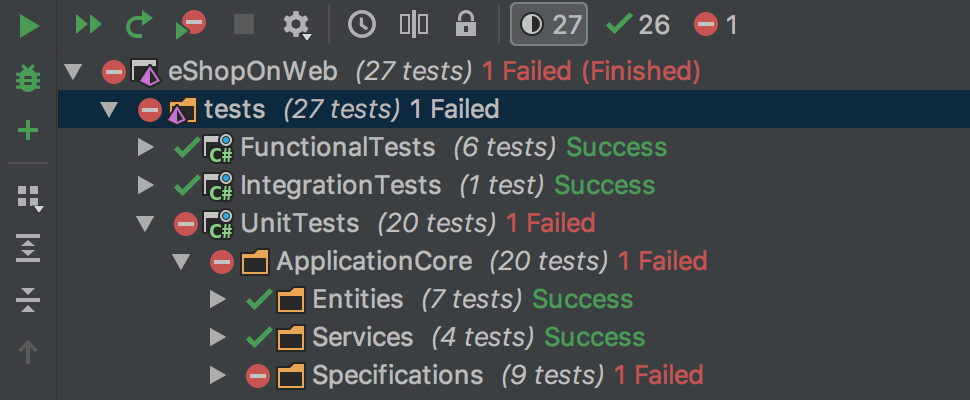 27 26 1
eShopOnWeb (27 tests) 1 Failed (Finished)
tests (27 tests) 1 Failed
C# FunctionalTests (6 tests) Success
C# IntegrationTests (1 test) Success
C# UnitTests (20 tests) 1 Failed
ApplicationCore (20 tests) 1 Failed
Entities (7 tests) Success
Services (4 tests) Success
Specifications (9 tests) 1 Failed